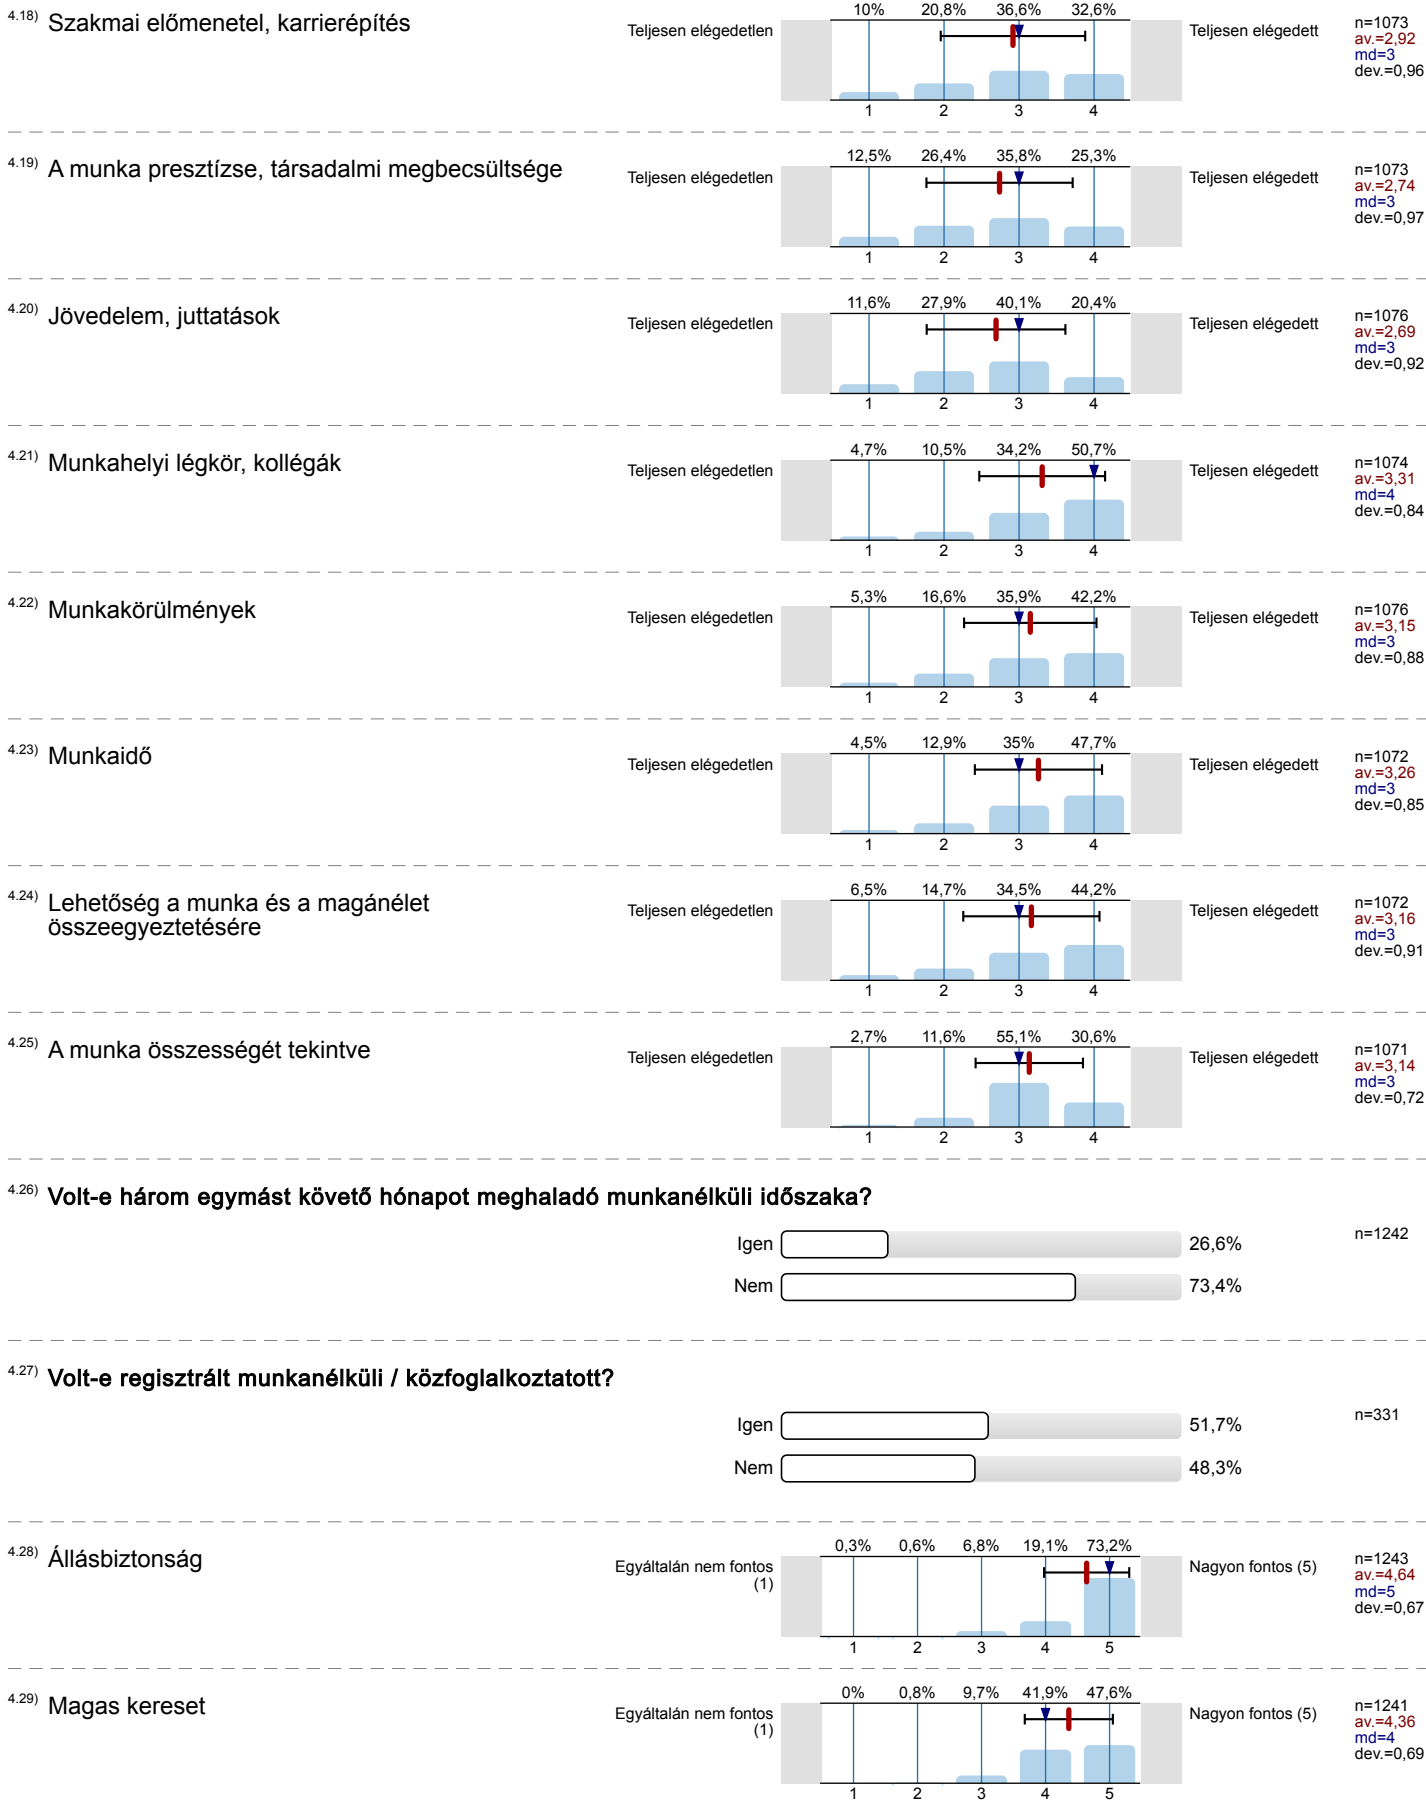 4.18) Szakmai előmenetel, karrierépítés
Teljesen elégedetlen
10% 20,8% 36,6% 32,6%
1 2 3 4
Teljesen elégedett
n=1073
av.=2,92
md=3
dev.=0,96
4.19) A munka presztízse, társadalmi megbecsültsége
Teljesen elégedetlen
12,5% 26,4% 35,8% 25,3%
1 2 3 4
Teljesen elégedett
n=1073
av.=2,74
md=3
dev.=0,97
4.20) Jövedelem, juttatások
Teljesen elégedetlen
11,6% 27,9% 40,1% 20,4%
1 2 3 4
Teljesen elégedett
n=1076
av.=2,69
md=3
dev.=0,92
4.21) Munkahelyi légkör, kollégák
Teljesen elégedetlen
4,7% 10,5% 34,2% 50,7%
1 2 3 4
Teljesen elégedett
n=1074
av.=3,31
md=4
dev.=0,84
4.22) Munkakörülmények
Teljesen elégedetlen
5,3% 16,6% 35,9% 42,2%
1 2 3 4
Teljesen elégedett
n=1076
av.=3,15
md=3
dev.=0,88
4.23) Munkaidő
Teljesen elégedetlen
4,5% 12,9% 35% 47,7%
1 2 3 4
Teljesen elégedett
n=1072
av.=3,26
md=3
dev.=0,85
4.24) Lehetőség a munka és a magánélet
összeegyeztetésére
Teljesen elégedetlen
6,5% 14,7% 34,5% 44,2%
1 2 3 4
Teljesen elégedett
n=1072
av.=3,16
md=3
dev.=0,91
4.25) A munka összességét tekintve
Teljesen elégedetlen
2,7% 11,6% 55,1% 30,6%
1 2 3 4
Teljesen elégedett
n=1071
av.=3,14
md=3
dev.=0,72
4.26) Volt-e három egymást követő hónapot meghaladó munkanélküli időszaka?
Igen 26,6% n=1242
Nem 73,4%
4.27) Volt-e regisztrált munkanélküli / közfoglalkoztatott?
Igen 51,7% n=331
Nem 48,3%
4.28) Állásbiztonság
Egyáltalán nem fontos
(1)
0,3% 0,6% 6,8% 19,1% 73,2%
1 2 3 4 5
Nagyon fontos (5)
n=1243
av.=4,64
md=5
dev.=0,67
4.29) Magas kereset
Egyáltalán nem fontos
(1)
0% 0,8% 9,7% 41,9% 47,6%
1 2 3 4 5
Nagyon fontos (5)
n=1241
av.=4,36
md=4
dev.=0,69